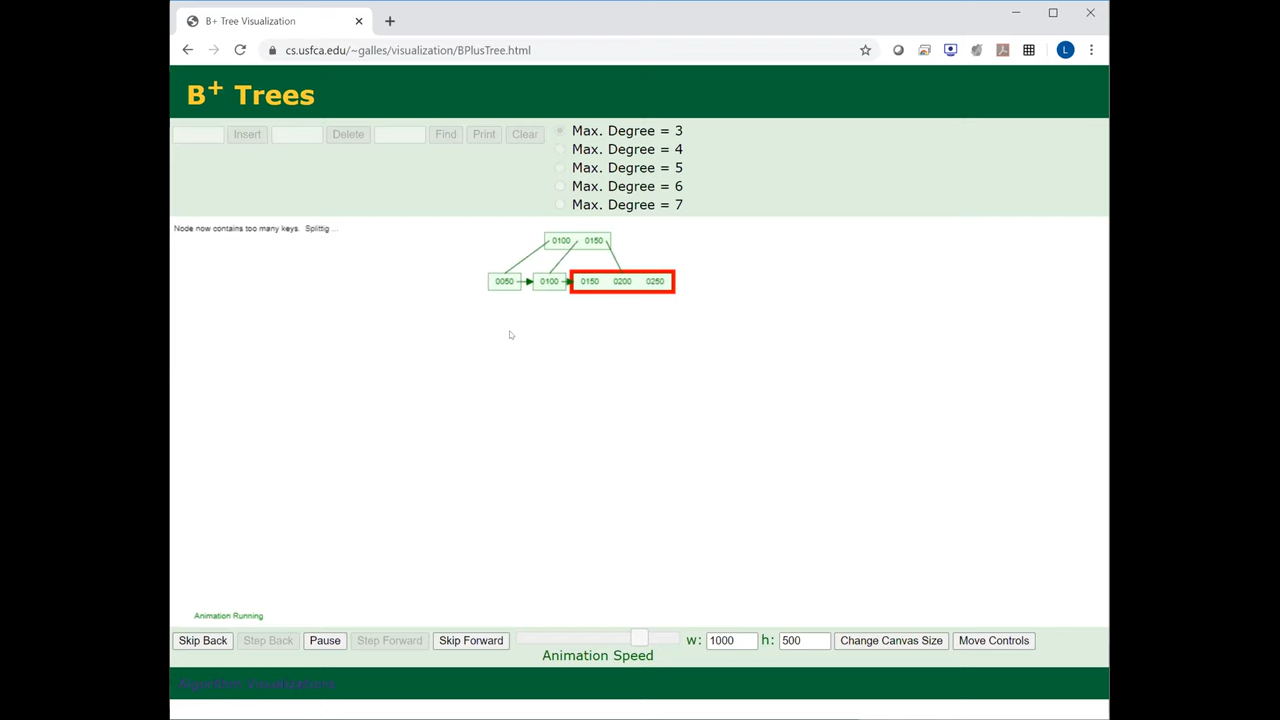 B+ Tree Visualization
cs.usfca.edu/~galles/visualization/BPlusTree.html
L
B+ Trees
Insert Delete Find Print Clear
Max. Degree = 3
Max. Degree = 4
Max. Degree = 5
Max. Degree = 6
Max. Degree = 7
Node now contains too many keys. Splittig ...
0100 0150
0050 0100 0150 0200 0250
Animation Running
Skip Back Step Back Pause Step Forward Skip Forward w: 1000 h: 500 Change Canvas Size Move Controls
Animation Speed
Algorithm Visualizations